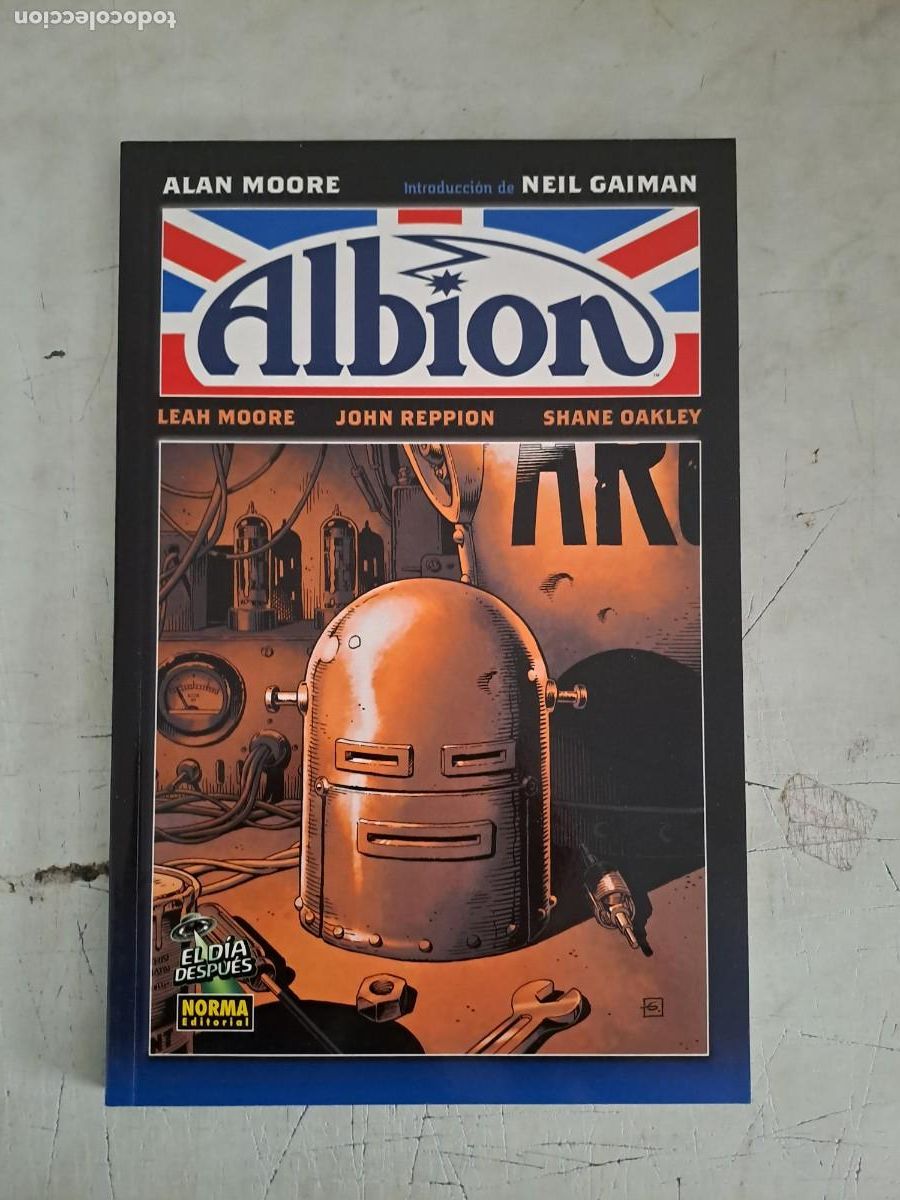 todocoleccion
ALAN MOORE Introducción de NEIL GAIMAN
Albion
LEAH MOORE JOHN REPPION SHANE OAKLEY
EL DÍA
DESPUÉS
NORMA
Editorial